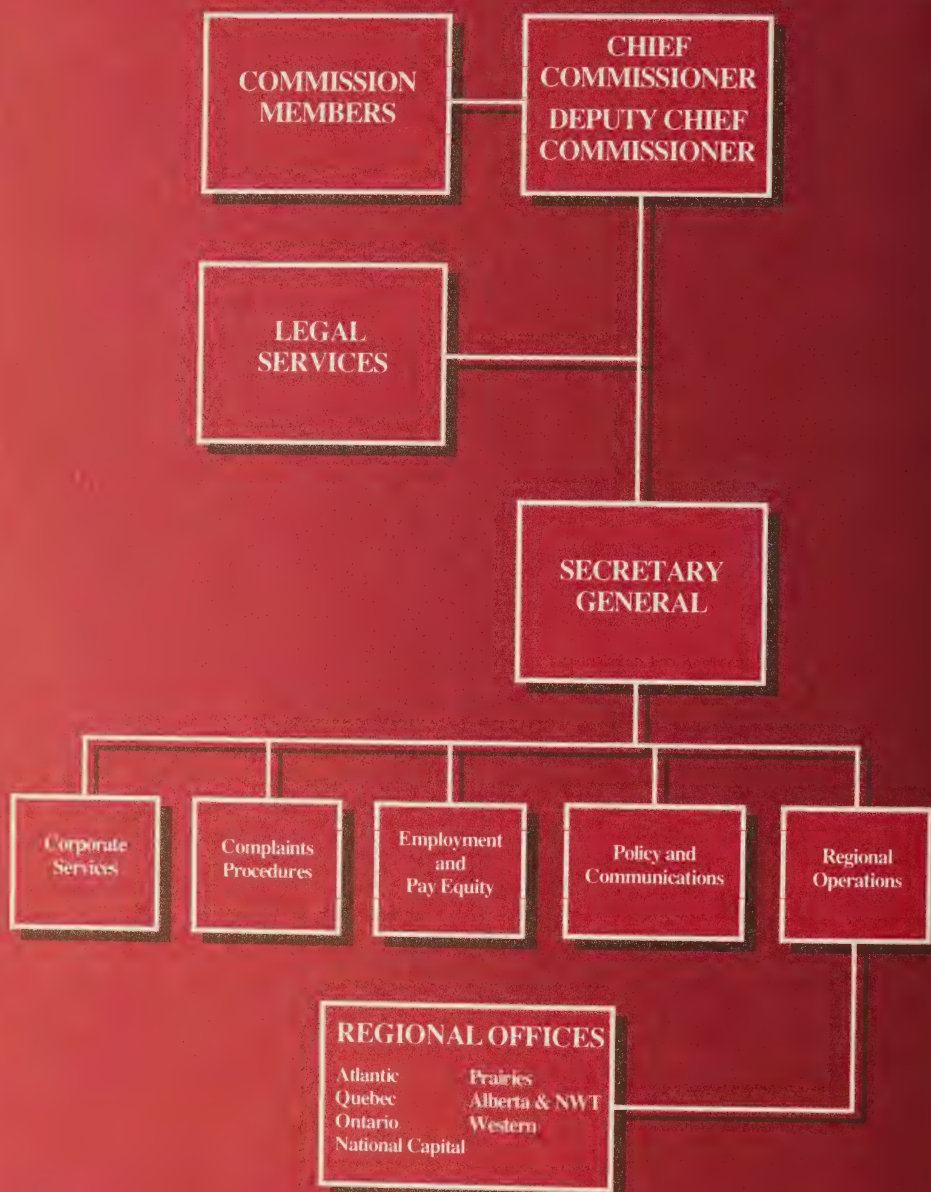 COMMISSION
MEMBERS
CHIEF
COMMISSIONER
DEPUTY CHIEF
COMMISSIONER
LEGAL
SERVICES
SECRETARY
GENERAL
Corporate
Services
Complaints
Procedures
Employment
and
Pay Equity
Policy and
Communications
Regional
Operations
REGIONAL OFFICES
Atlantic
Quebec
Ontario
National Capital
Prairies
Alberta & NWT
Western